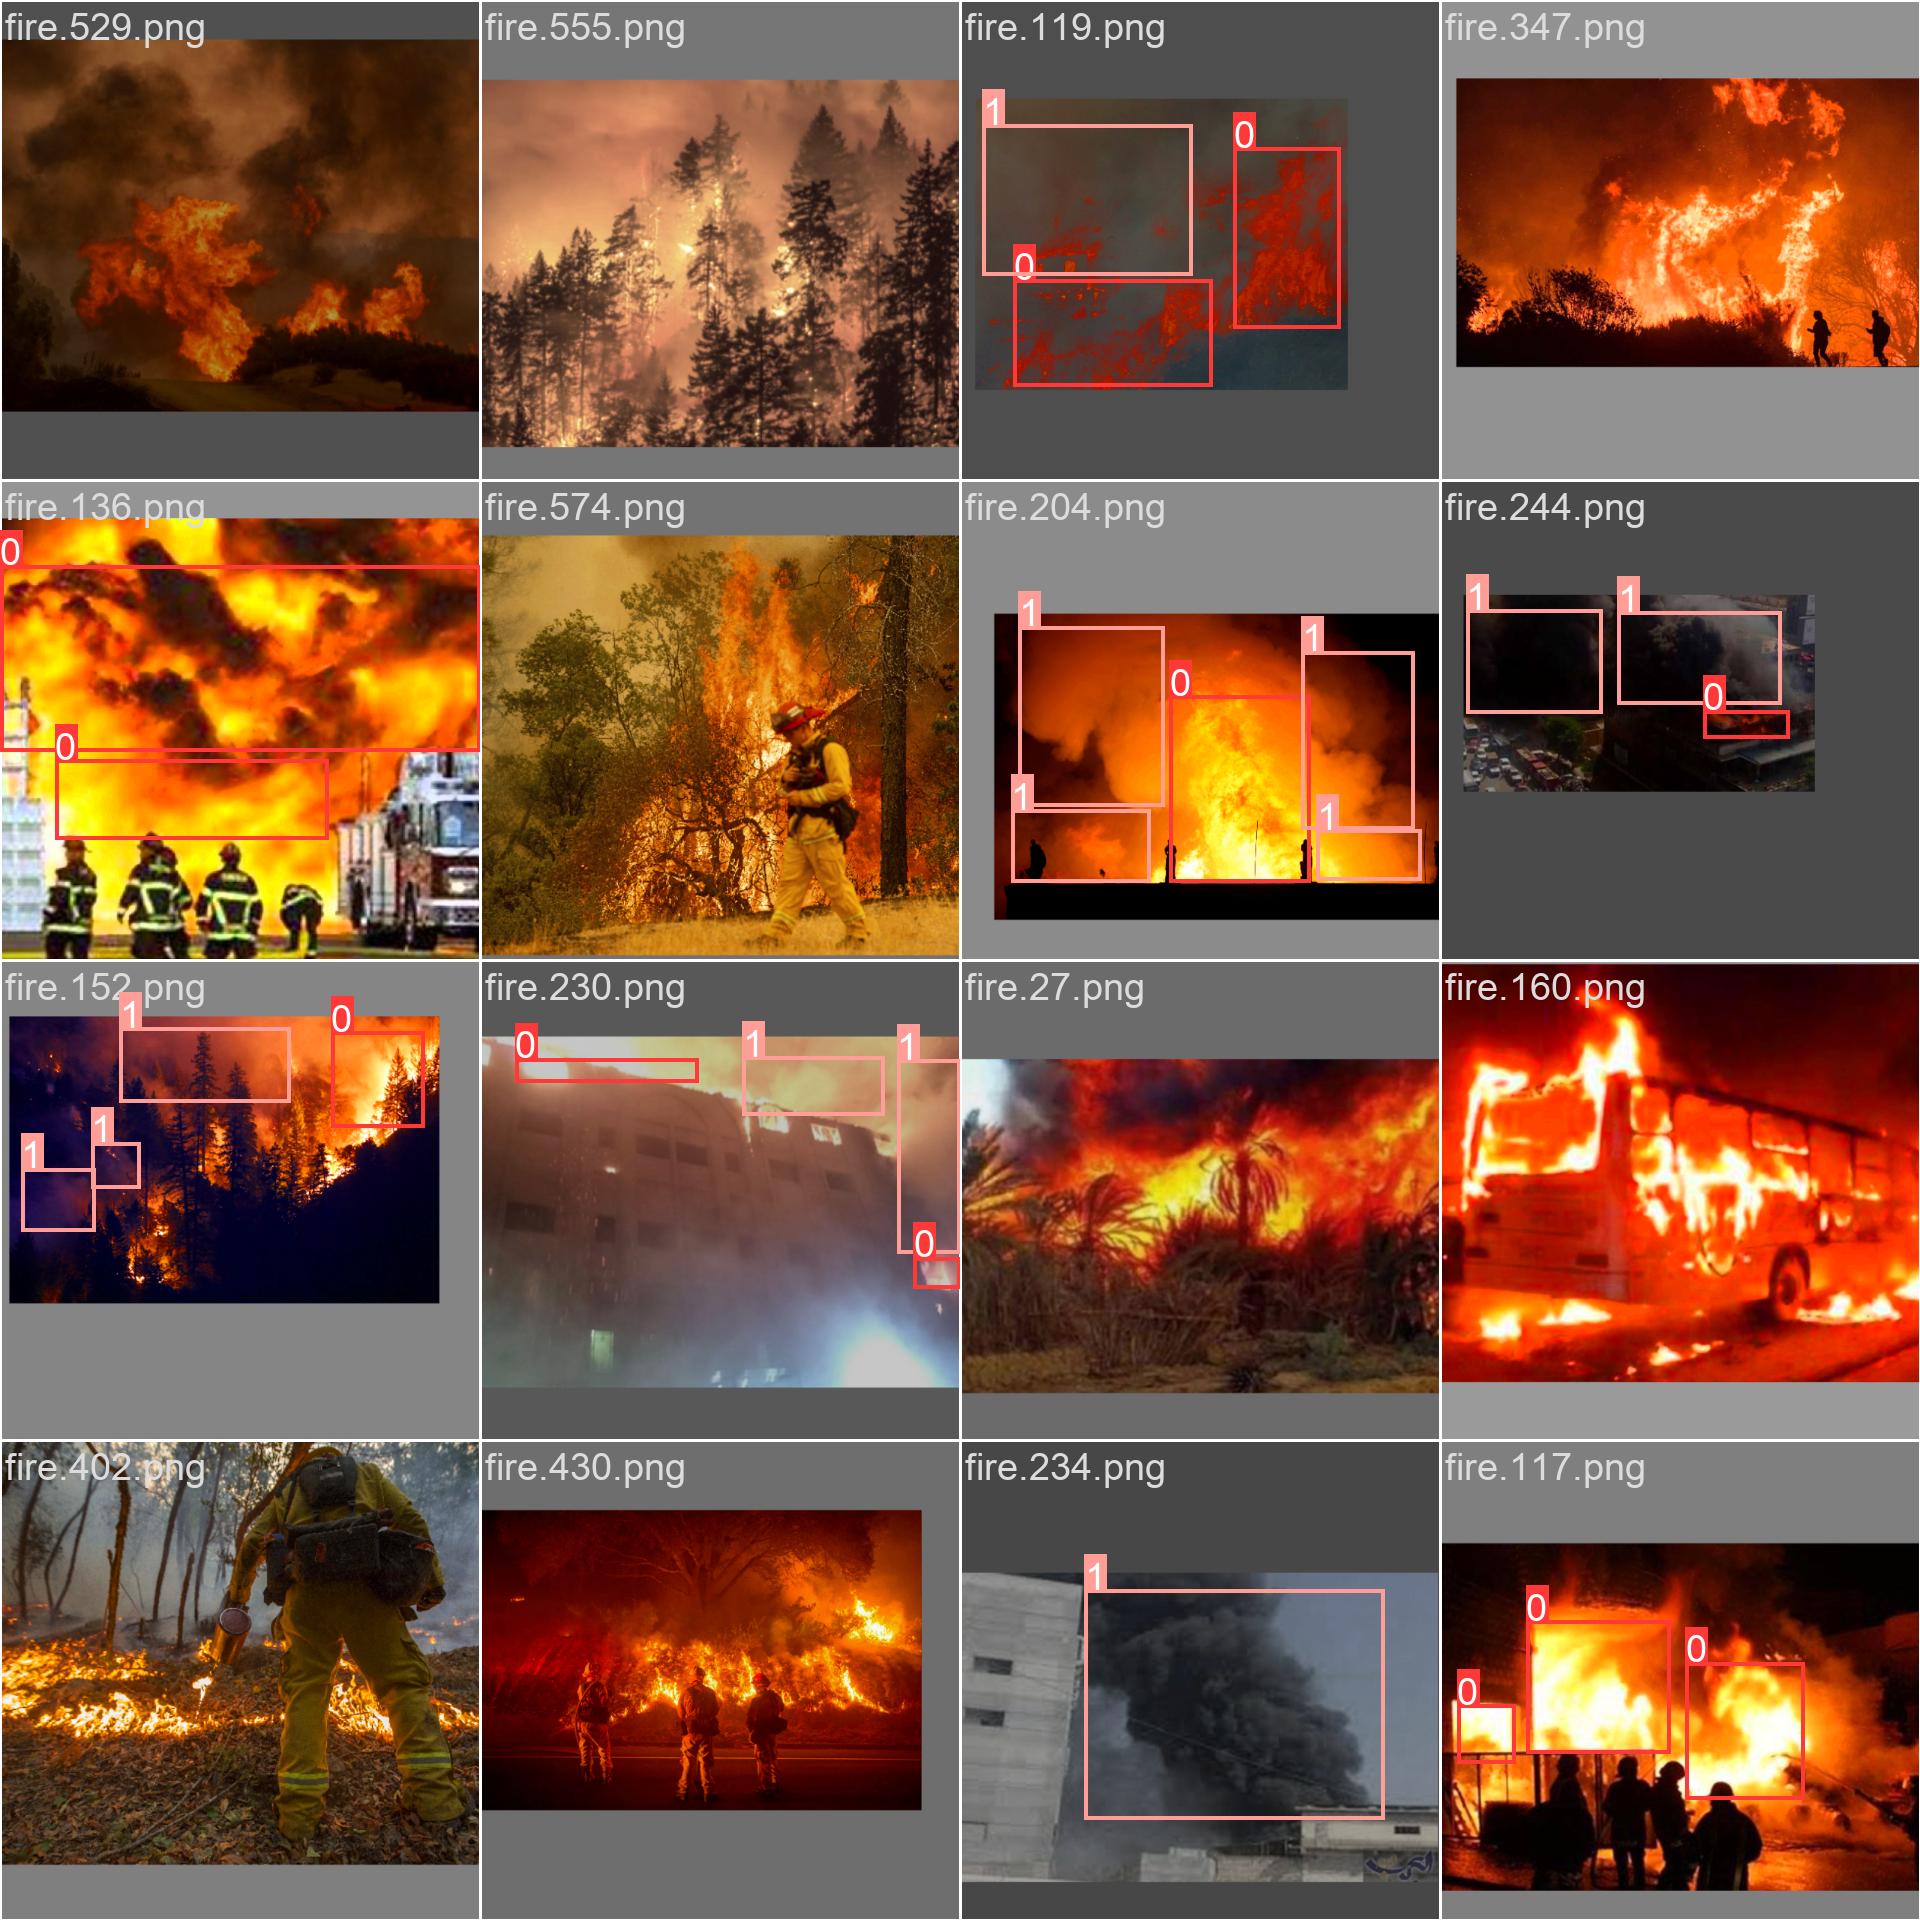 fire.529.png
fire.555.png
fire.119.png
fire.347.png
1
0
0
fire.136.png
fire.574.png
fire.204.png
fire.244.png
0
0
1
1
0
1
1
1
1
0
fire.152.png
fire.230.png
fire.27.png
fire.160.png
1
0
1
1
0
1
1
0
fire.402.png
fire.430.png
fire.234.png
fire.117.png
1
0
0
0